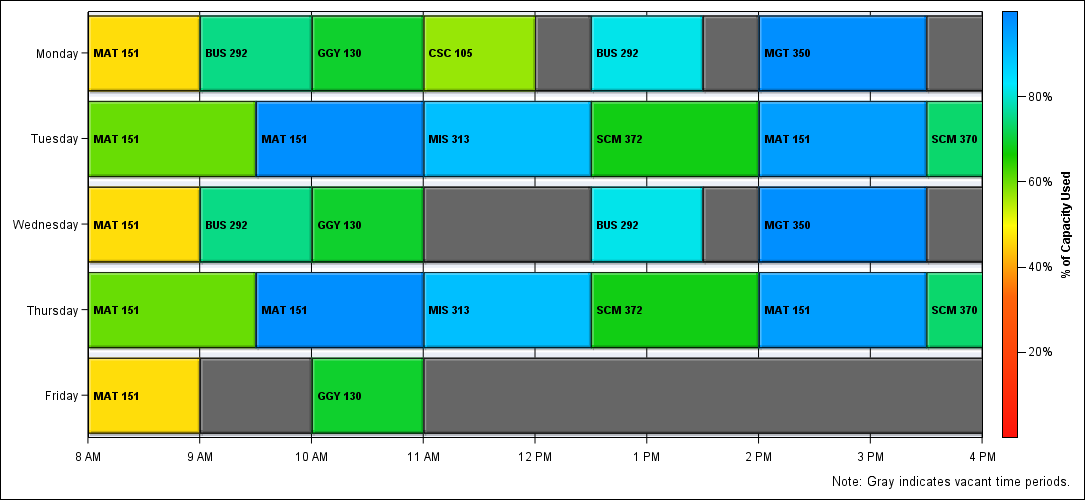 Monday
MAT 151
BUS 292
GGY 130
CSC 105
BUS 292
MGT 350
Tuesday
MAT 151
MAT 151
MIS 313
SCM 372
MAT 151
SCM 370
Wednesday
MAT 151
BUS 292
GGY 130
BUS 292
MGT 350
Thursday
MAT 151
MAT 151
MIS 313
SCM 372
MAT 151
SCM 370
Friday
MAT 151
GGY 130
8 AM
9 AM
10 AM
11 AM
12 PM
1 PM
2 PM
3 PM
4 PM
80%
60%
40%
20%
% of Capacity Used
Note: Gray indicates vacant time periods.